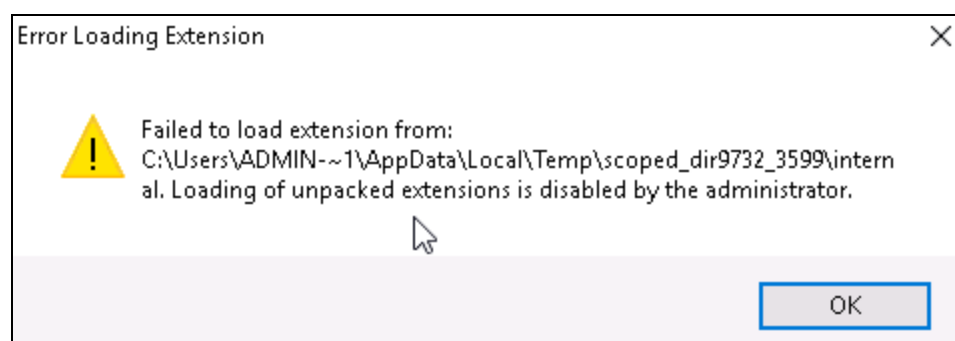 Error Loading Extension
Failed to load extension from:
C:\Users\ADMIN-~1\AppData\Local\Temp\scoped_dir9732_3599\intern
al. Loading of unpacked extensions is disabled by the administrator.
OK